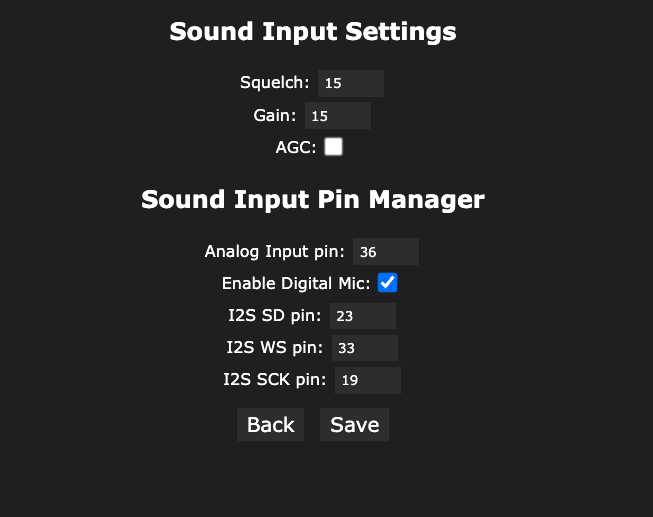 Sound Input Settings
Squelch: 15
Gain: 15
AGC:
Sound Input Pin Manager
Analog Input pin: 36
Enable Digital Mic:
I2S SD pin: 23
I2S WS pin: 33
I2S SCK pin: 19
Back Save